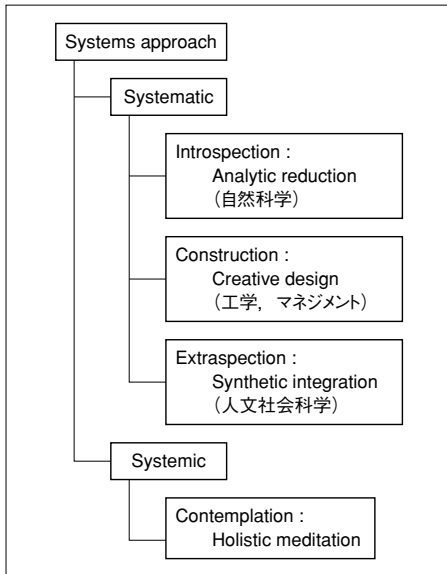 Systems approach
Systematic
Introspection :
Analytic reduction
(自然科学)
Construction :
Creative design
(工学, マネジメント)
Extraspection :
Synthetic integration
(人文社会科学)
Systemic
Contemplation :
Holistic meditation